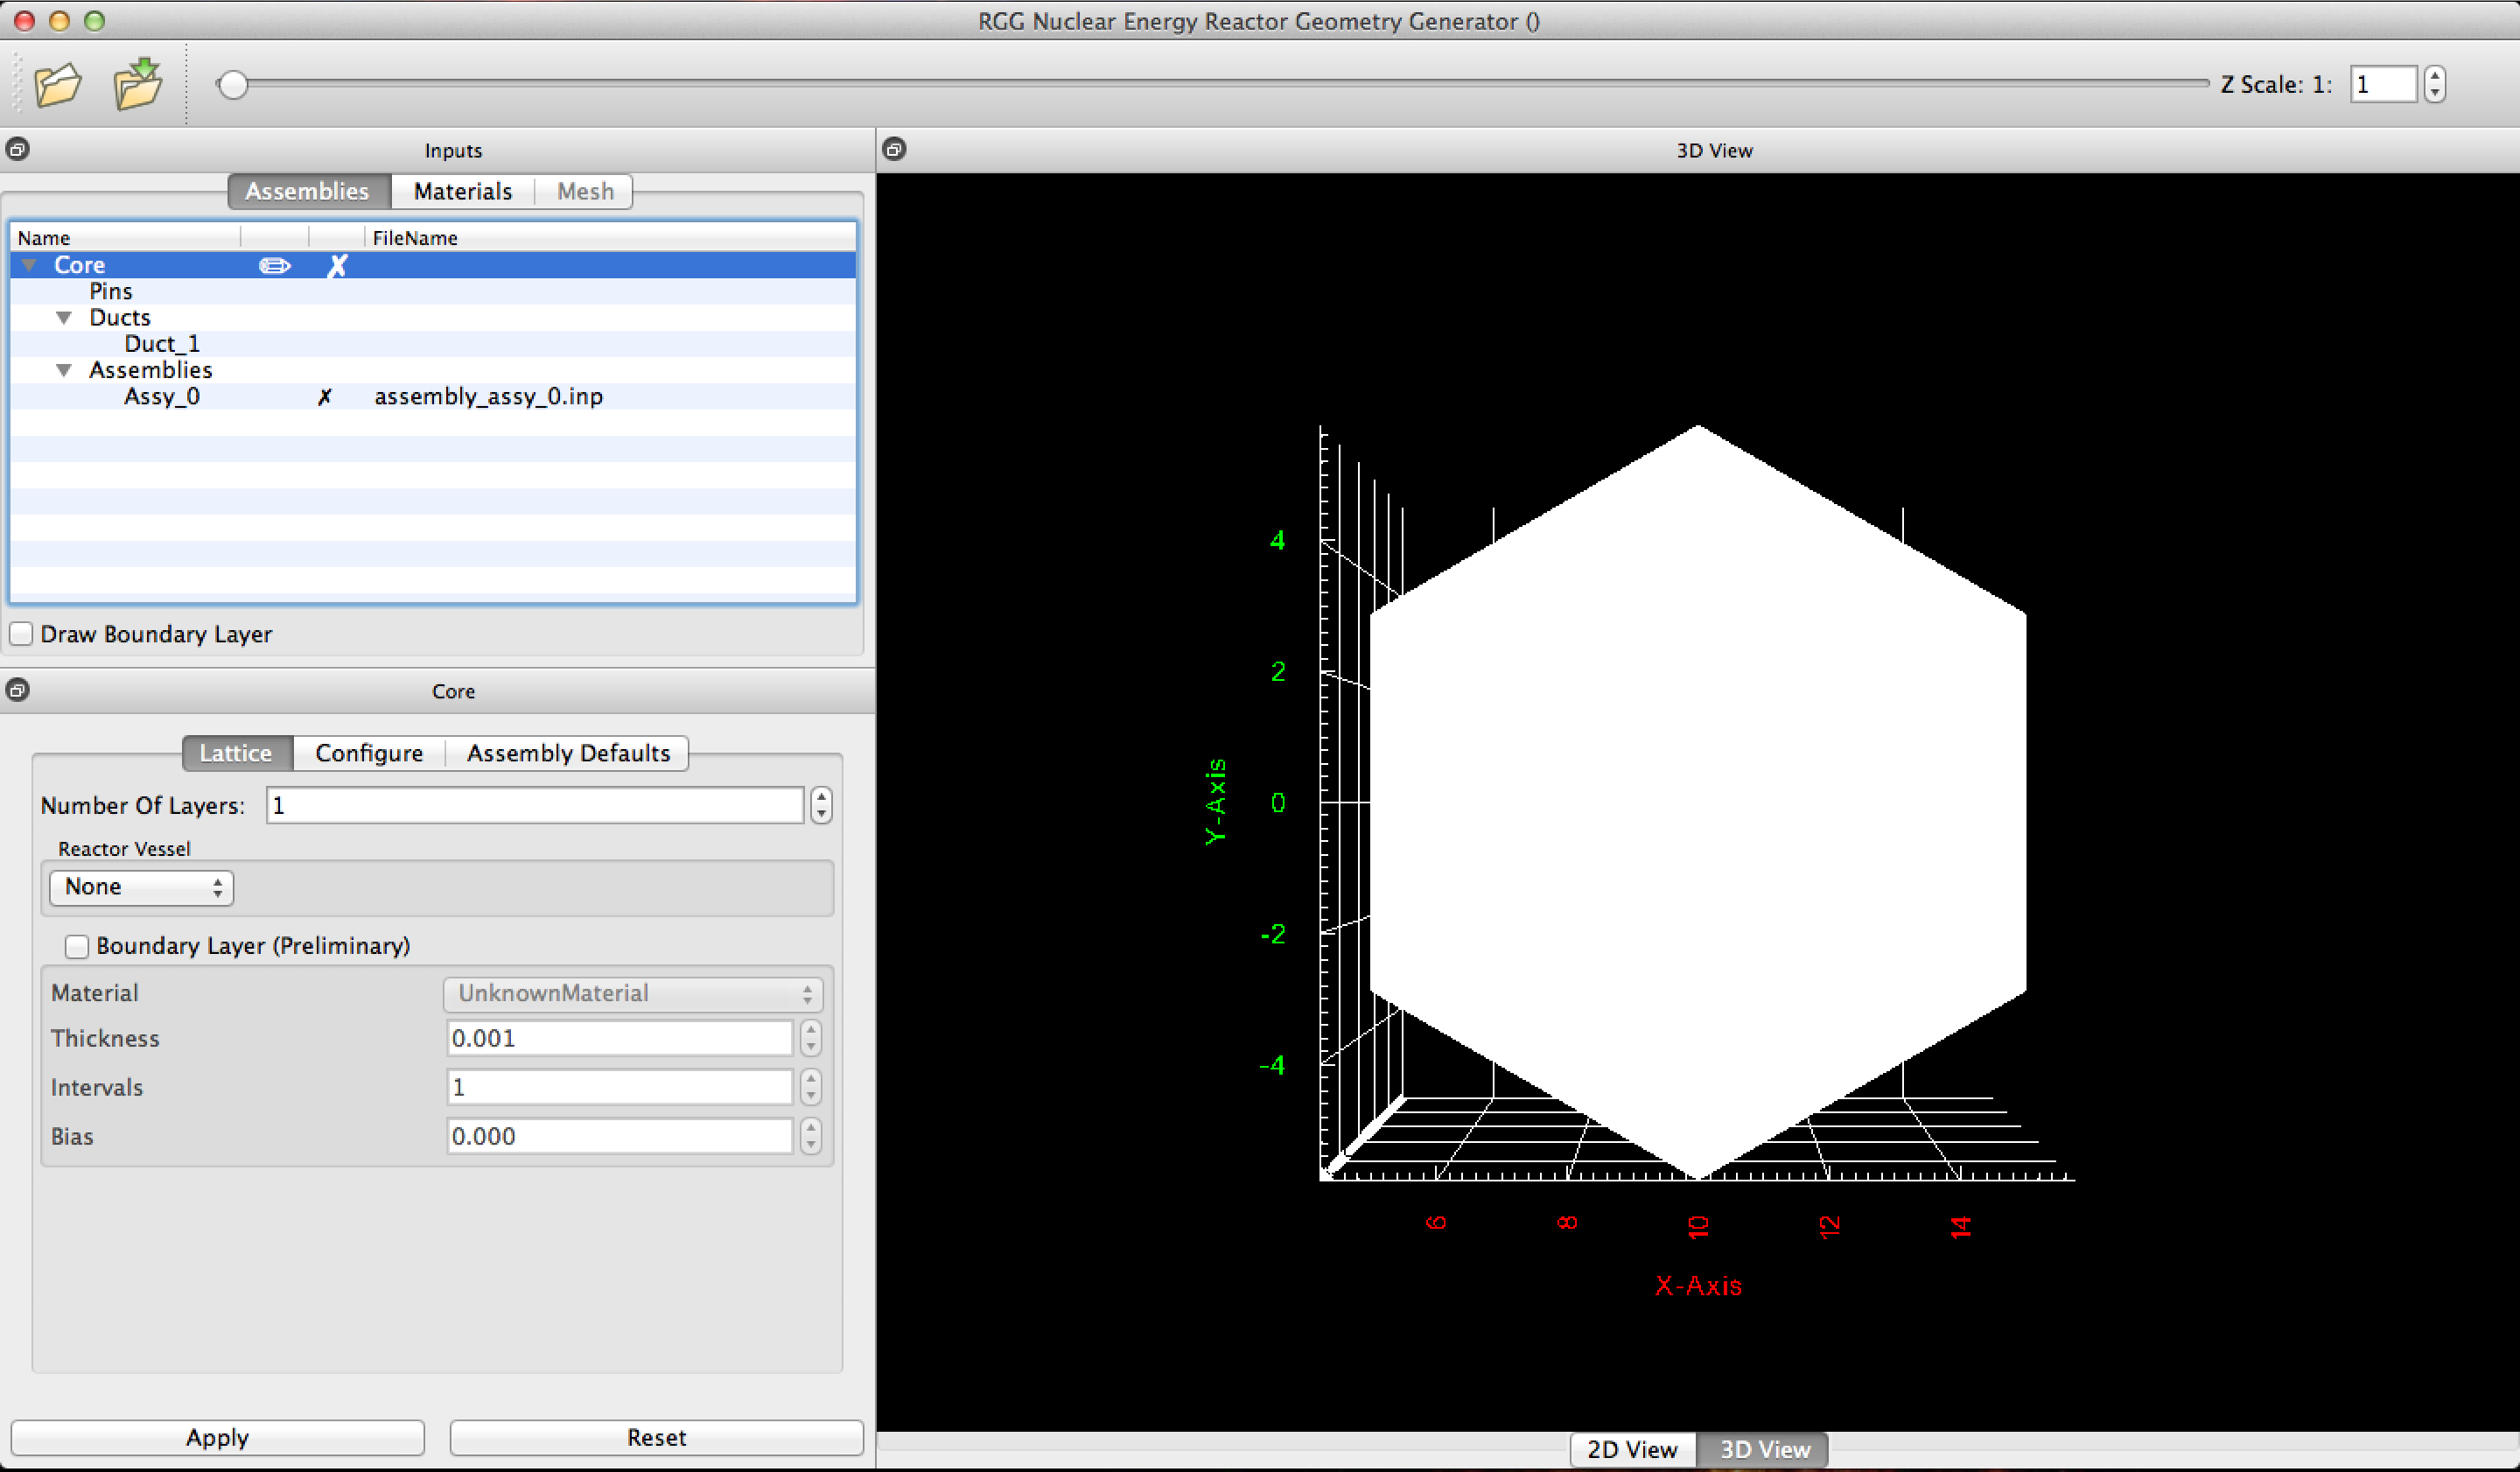 RGG Nuclear Energy Reactor Geometry Generator ()
Z Scale: 1: 1
Inputs
3D View
Assemblies Materials Mesh
Name FileName
Core
Pins
Ducts
Duct_1
Assemblies
Assy_0 ✗ assembly_assy_0.inp
Draw Boundary Layer
Core
Lattice Configure Assembly Defaults
Number Of Layers: 1
Reactor Vessel
None
Boundary Layer (Preliminary)
Material UnknownMaterial
Thickness 0.001
Intervals 1
Bias 0.000
Apply Reset
4
2
0
-2
-4
Y-Axis
6 8 10 12 14
X-Axis
2D View 3D View